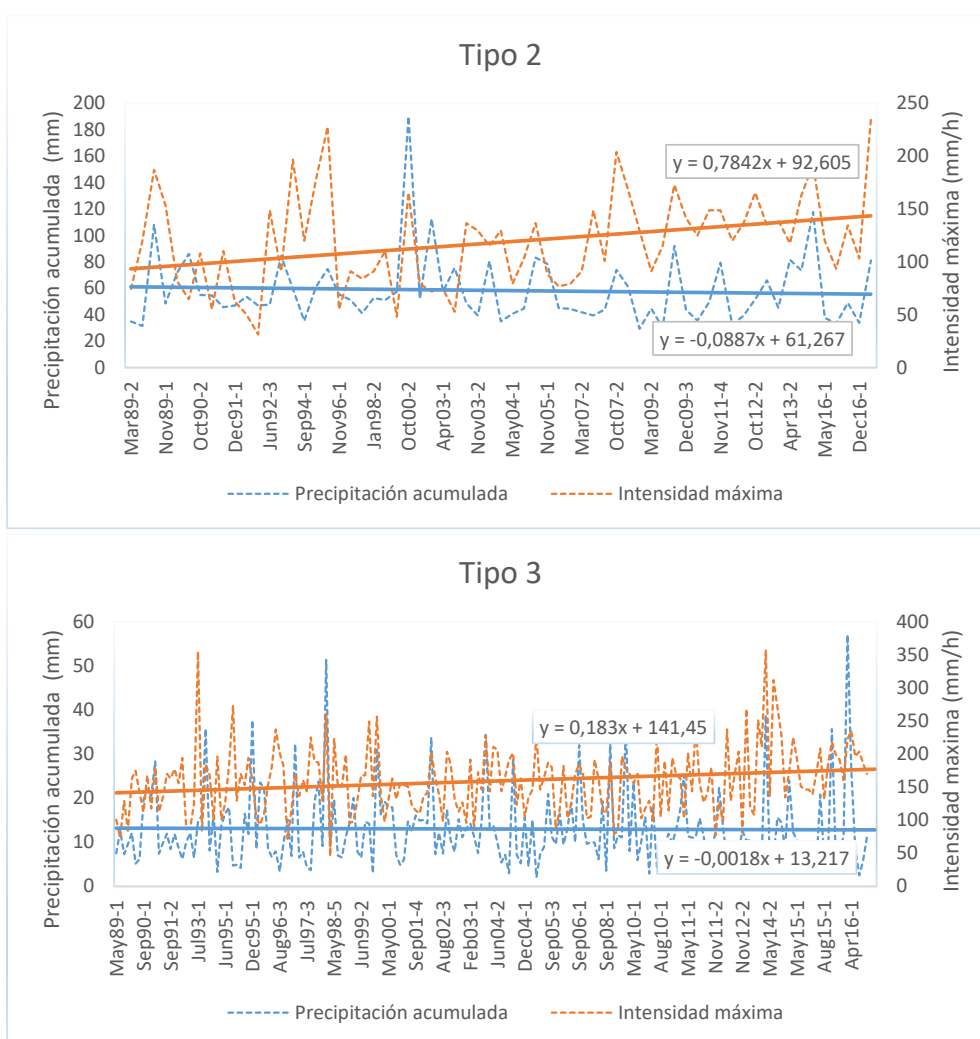 Tipo 2
Precipitación acumulada (mm)
200
180
160
140
120
100
80
60
40
20
0
250
200
150
100
50
0
Intensidad máxima (mm/h)
y = 0,7842x + 92,605
y = -0,0887x + 61,267
Mar89-2
Nov89-1
Oct90-2
Dec91-1
Jun92-3
Sep94-1
Nov96-1
Jan98-2
Oct00-2
Apr03-1
Nov03-2
May04-1
Nov05-1
Mar07-2
Oct07-2
Mar09-2
Dec09-3
Nov11-4
Oct12-2
Apr13-2
May16-1
Dec16-1
Precipitación acumulada
Intensidad máxima
Tipo 3
Precipitación acumulada (mm)
60
50
40
30
20
10
0
400
350
300
250
200
150
100
50
0
Intensidad máxima (mm/h)
y = 0,183x + 141,45
y = -0,0018x + 13,217
May89-1
Sep90-1
Sep91-2
Jul93-1
Jun95-1
Dec95-1
Aug96-3
Jul97-3
May98-5
Jun99-2
May00-1
Sep01-4
Aug02-3
Feb03-1
Jun04-2
Dec04-1
Sep05-3
Sep06-1
Sep08-1
May10-1
Aug10-1
May11-1
Nov11-2
Nov12-2
May14-2
May15-1
Aug15-1
Apr16-1
Precipitación acumulada
Intensidad máxima